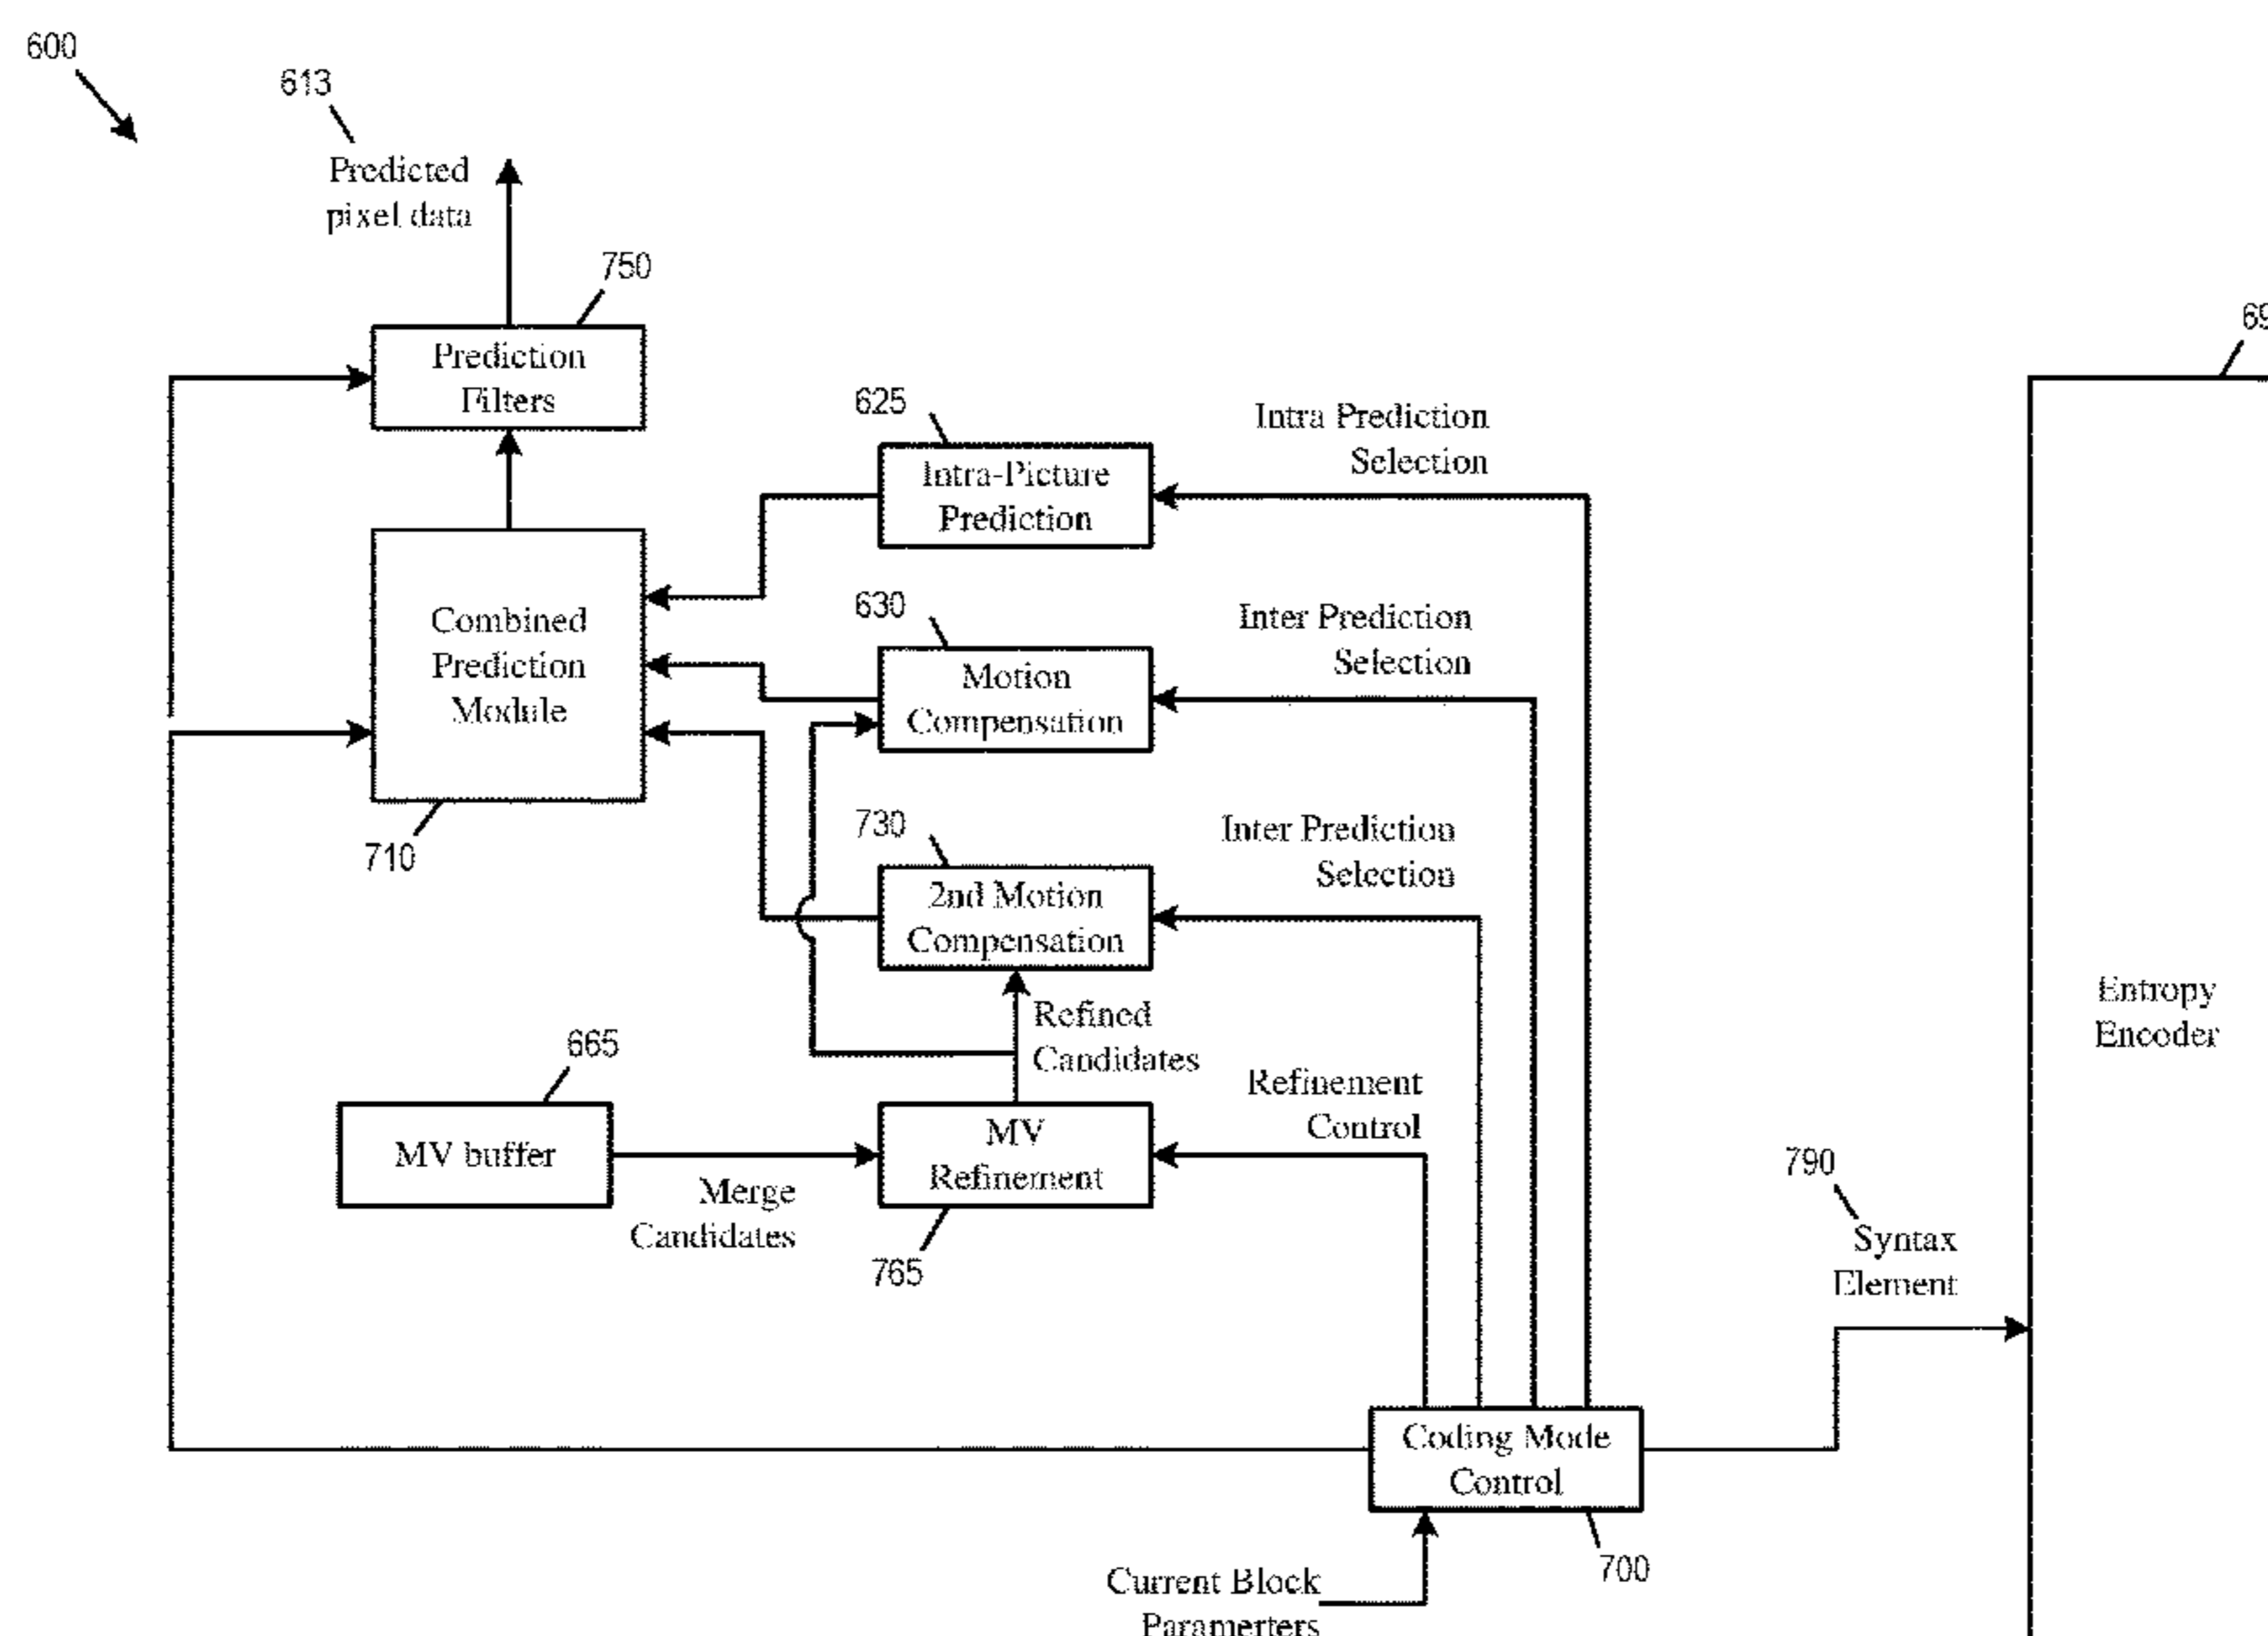 600
613
Predicted
pixel data
750
Prediction
Filters
625
Intra-Picture
Prediction
Intra Prediction
Selection
Combined
Prediction
Module
710
630
Motion
Compensation
Inter Prediction
Selection
730
2nd Motion
Compensation
Inter Prediction
Selection
Refined
Candidates
665
MV buffer
Merge
Candidates
MV
Refinement
765
Refinement
Control
790
Syntax
Element
Entropy
Encoder
Coding Mode
Control
700
Current Block
Paramerters